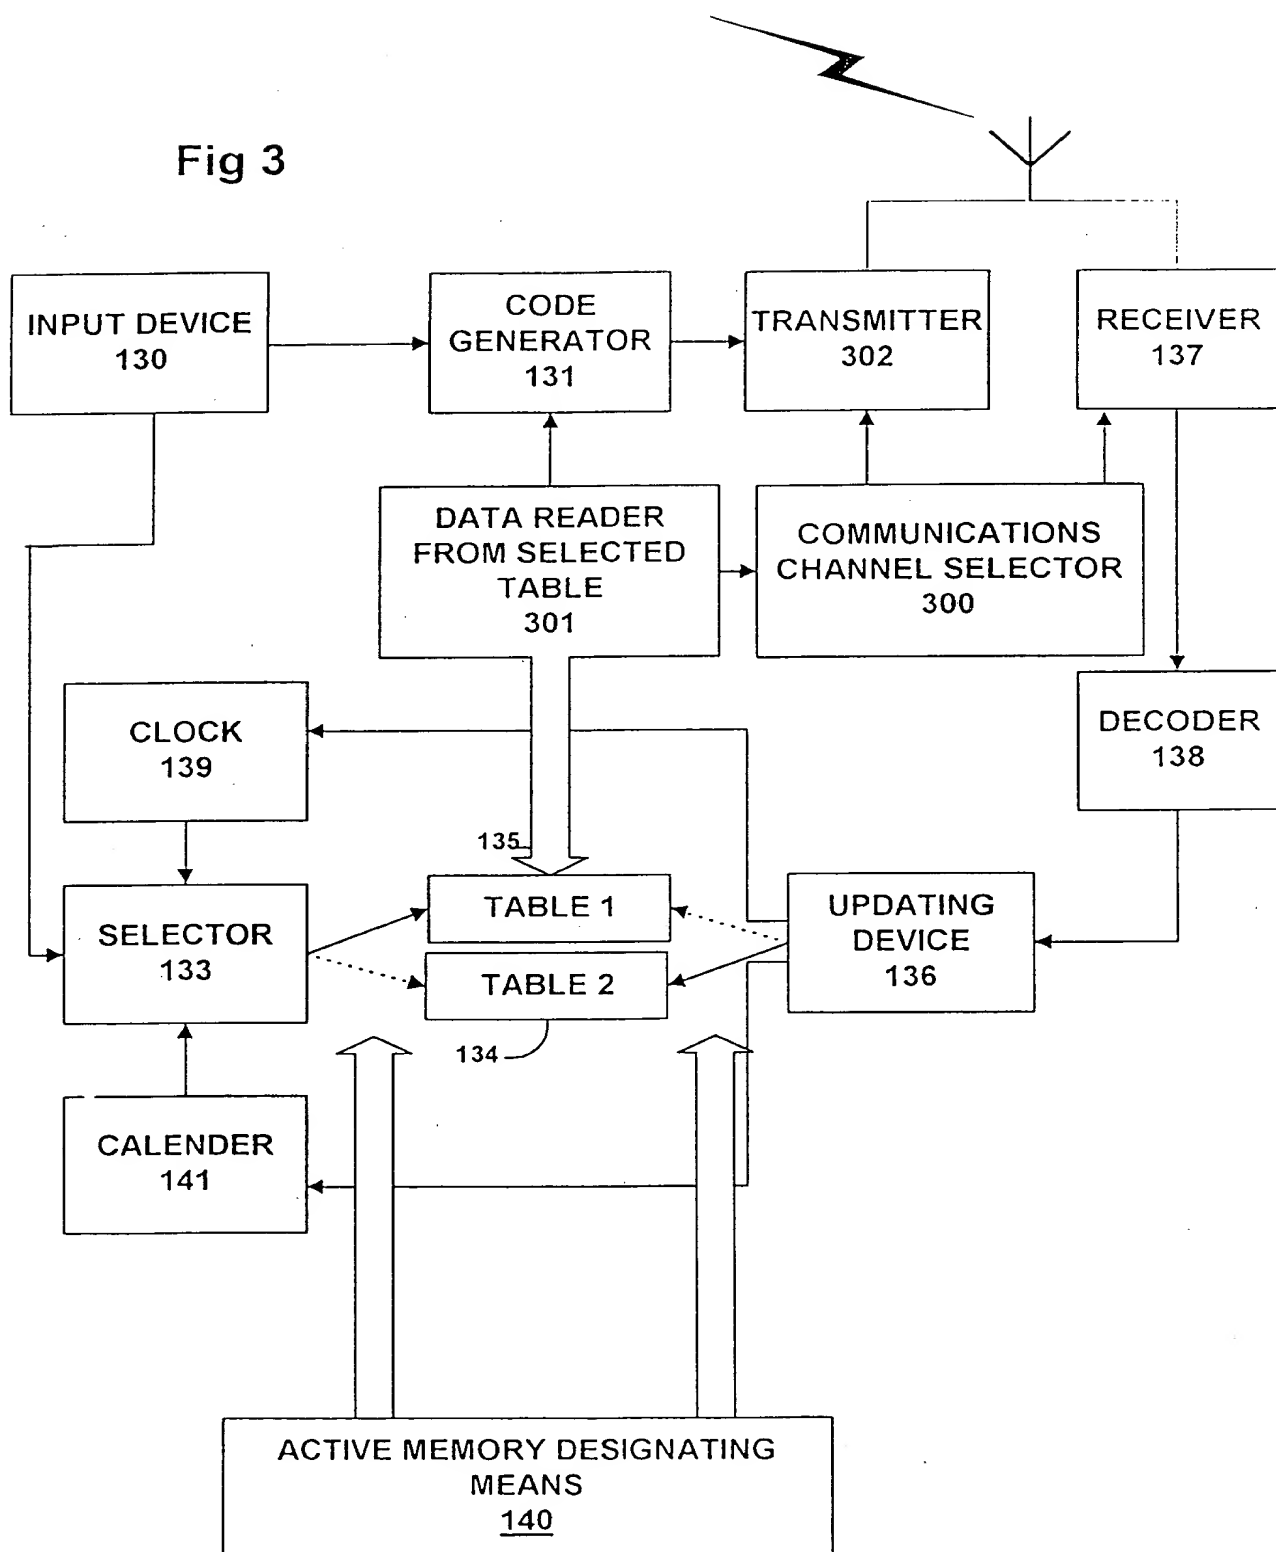 Fig 3
INPUT DEVICE
130
CODE
GENERATOR
131
TRANSMITTER
302
RECEIVER
137
DATA READER
FROM SELECTED
TABLE
301
COMMUNICATIONS
CHANNEL SELECTOR
300
CLOCK
139
DECODER
138
135
TABLE 1
SELECTOR
133
UPDATING
DEVICE
136
TABLE 2
134
CALENDER
141
ACTIVE MEMORY DESIGNATING
MEANS
140